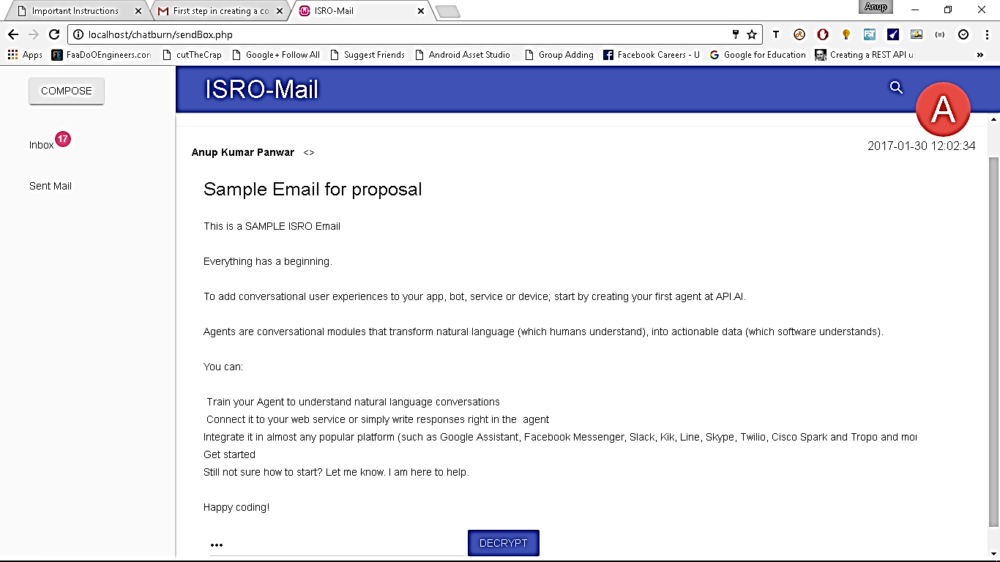 Important Instructions
First step in creating a co
ISRO-Mail
Anup
localhost/chatburn/sendBox.php
Apps
FaaDoOEngineers.com
cutTheCrap
Google+ Follow All
Suggest Friends
Android Asset Studio
Group Adding
Facebook Careers - U
Google for Education
Creating a REST API u
»
COMPOSE
ISRO-Mail
A
Inbox 17
Sent Mail
2017-01-30 12:02:34
Anup Kumar Panwar <>
Sample Email for proposal
This is a SAMPLE ISRO Email
Everything has a beginning.
To add conversational user experiences to your app, bot, service or device; start by creating your first agent at API.AI.
Agents are conversational modules that transform natural language (which humans understand), into actionable data (which software understands).
You can:
Train your Agent to understand natural language conversations
Connect it to your web service or simply write responses right in the agent
Integrate it in almost any popular platform (such as Google Assistant, Facebook Messenger, Slack, Kik, Line, Skype, Twilio, Cisco Spark and Tropo and mor
Get started
Still not sure how to start? Let me know. I am here to help.
Happy coding!
•••
DECRYPT